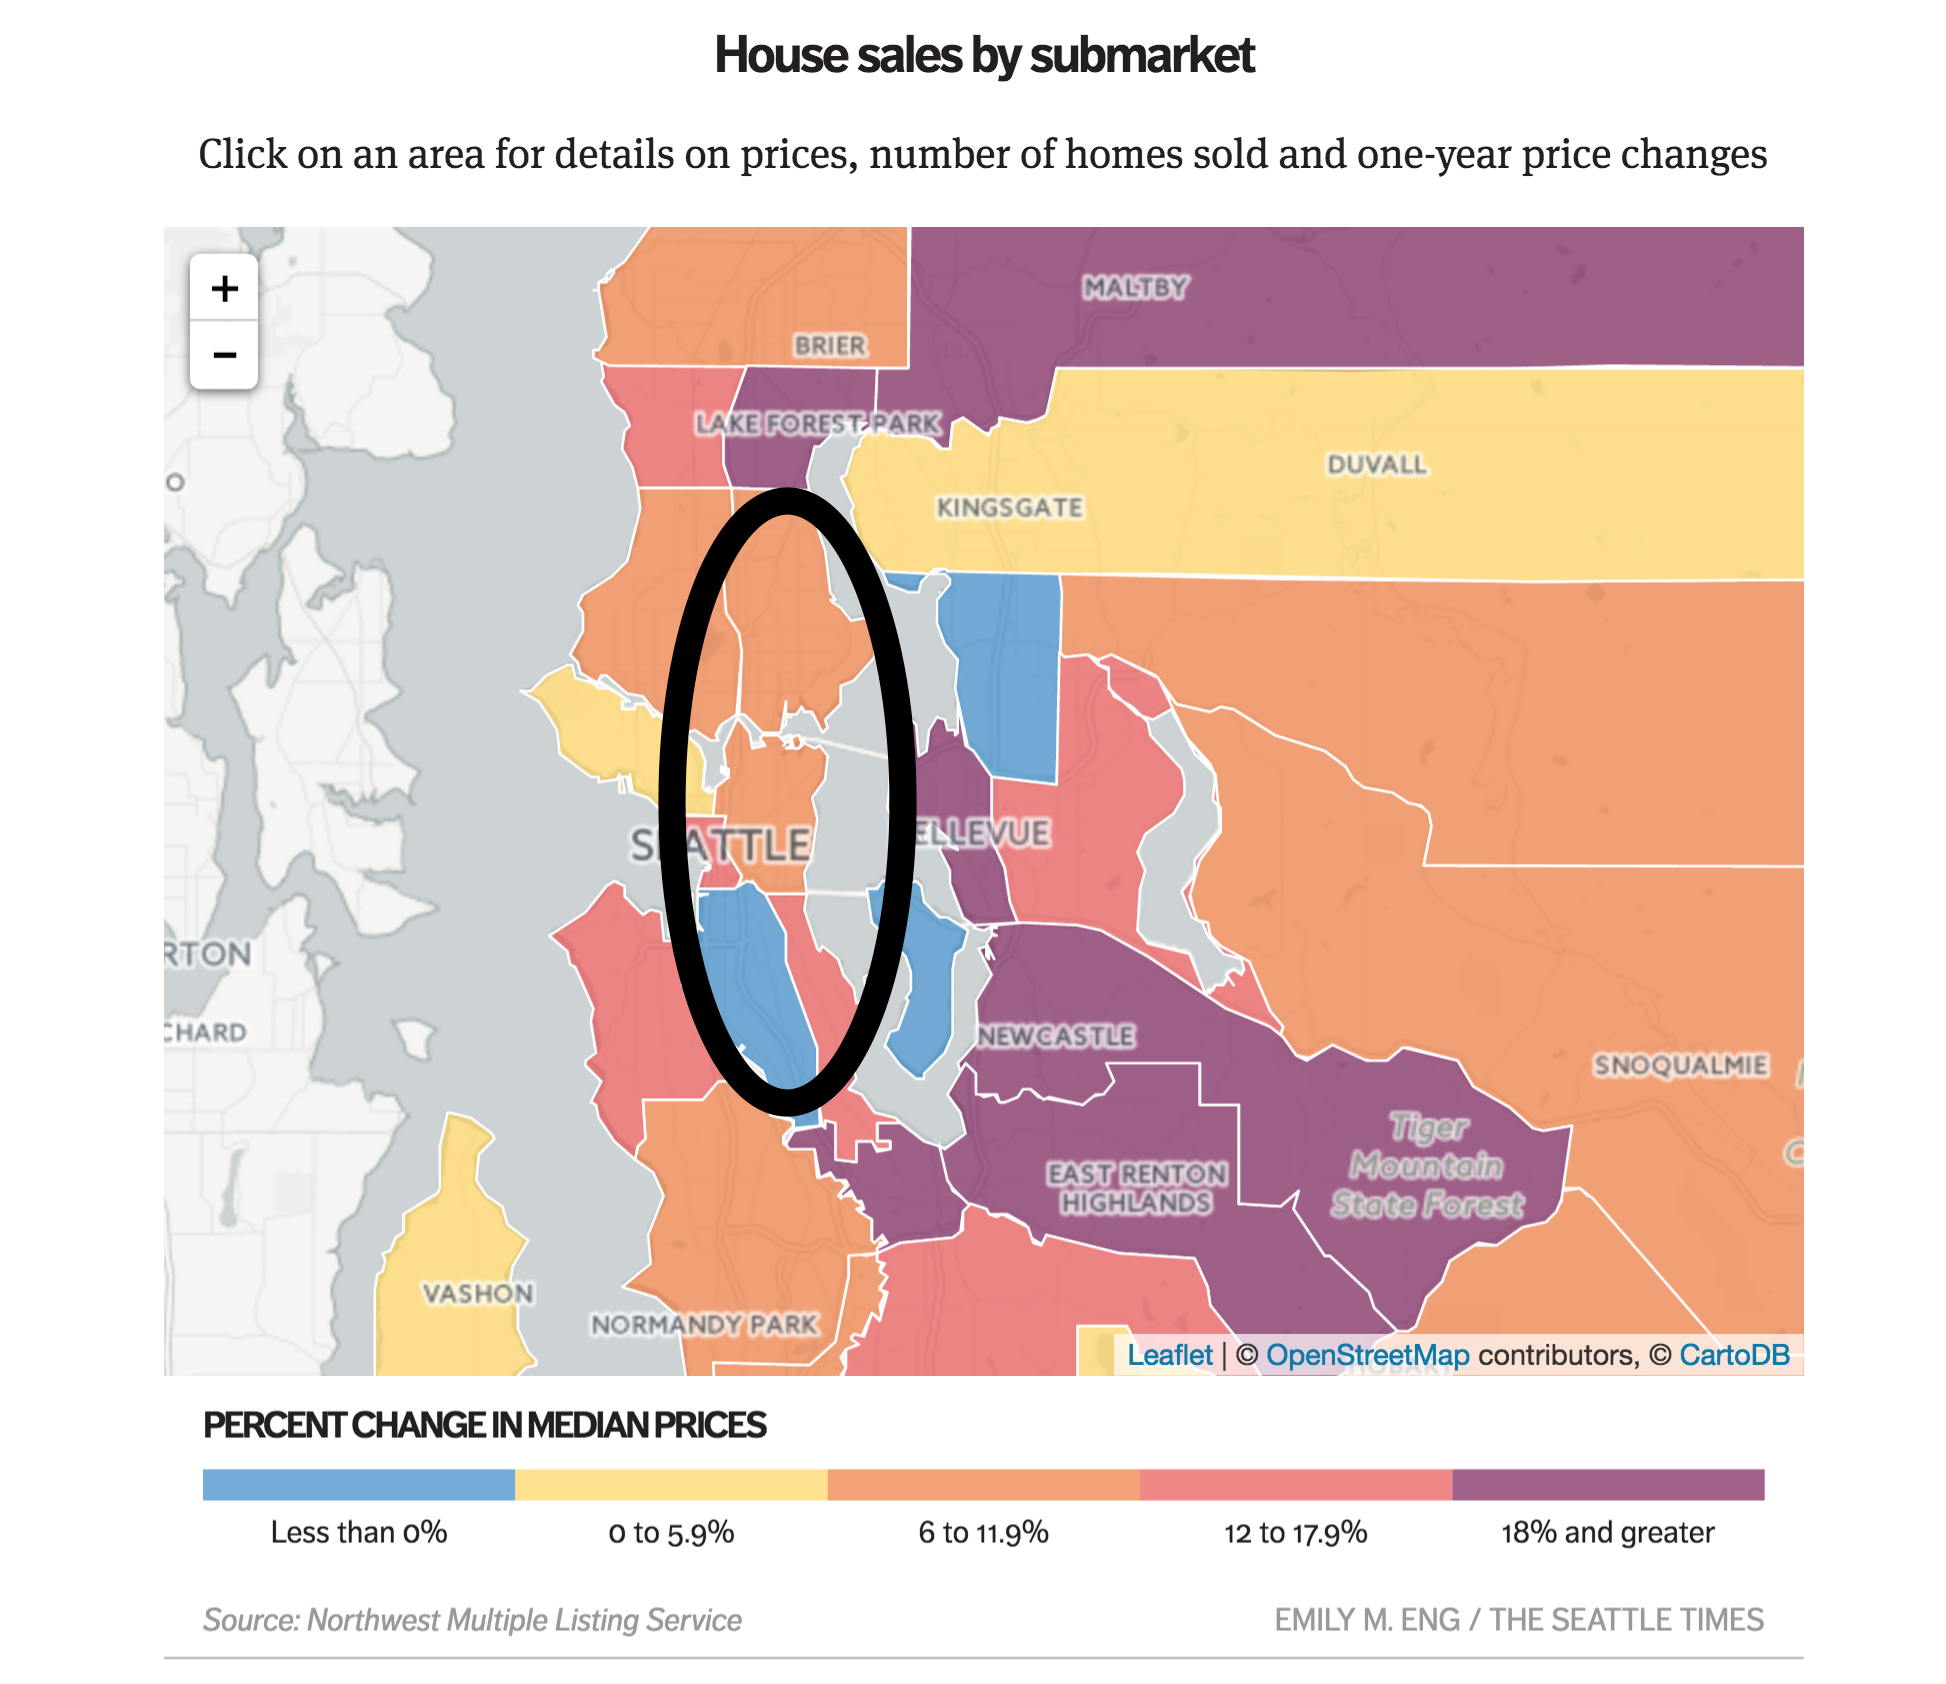 House sales by submarket
Click on an area for details on prices, number of homes sold and one-year price changes
+
−
MALTBY
BRIER
LAKE FOREST PARK
DUVALL
KINGSGATE
O
SEATTLE
ELLEVUE
RTON
CHARD
NEWCASTLE
SNOQUALMIE
Tiger
Mountain
State Forest
EAST RENTON
HIGHLANDS
VASHON
NORMANDY PARK
Leaflet | © OpenStreetMap contributors, © CartoDB
PERCENT CHANGE IN MEDIAN PRICES
Less than 0%
0 to 5.9%
6 to 11.9%
12 to 17.9%
18% and greater
Source: Northwest Multiple Listing Service
EMILY M. ENG / THE SEATTLE TIMES